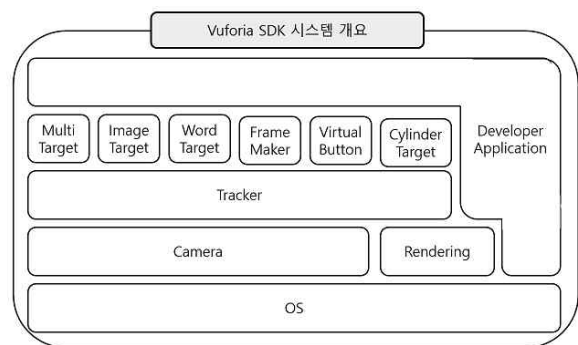 Vuforia SDK 시스템 개요
Multi
Target
Image
Target
Word
Target
Frame
Maker
Virtual
Button
Cylinder
Target
Developer
Application
Tracker
Camera
Rendering
OS